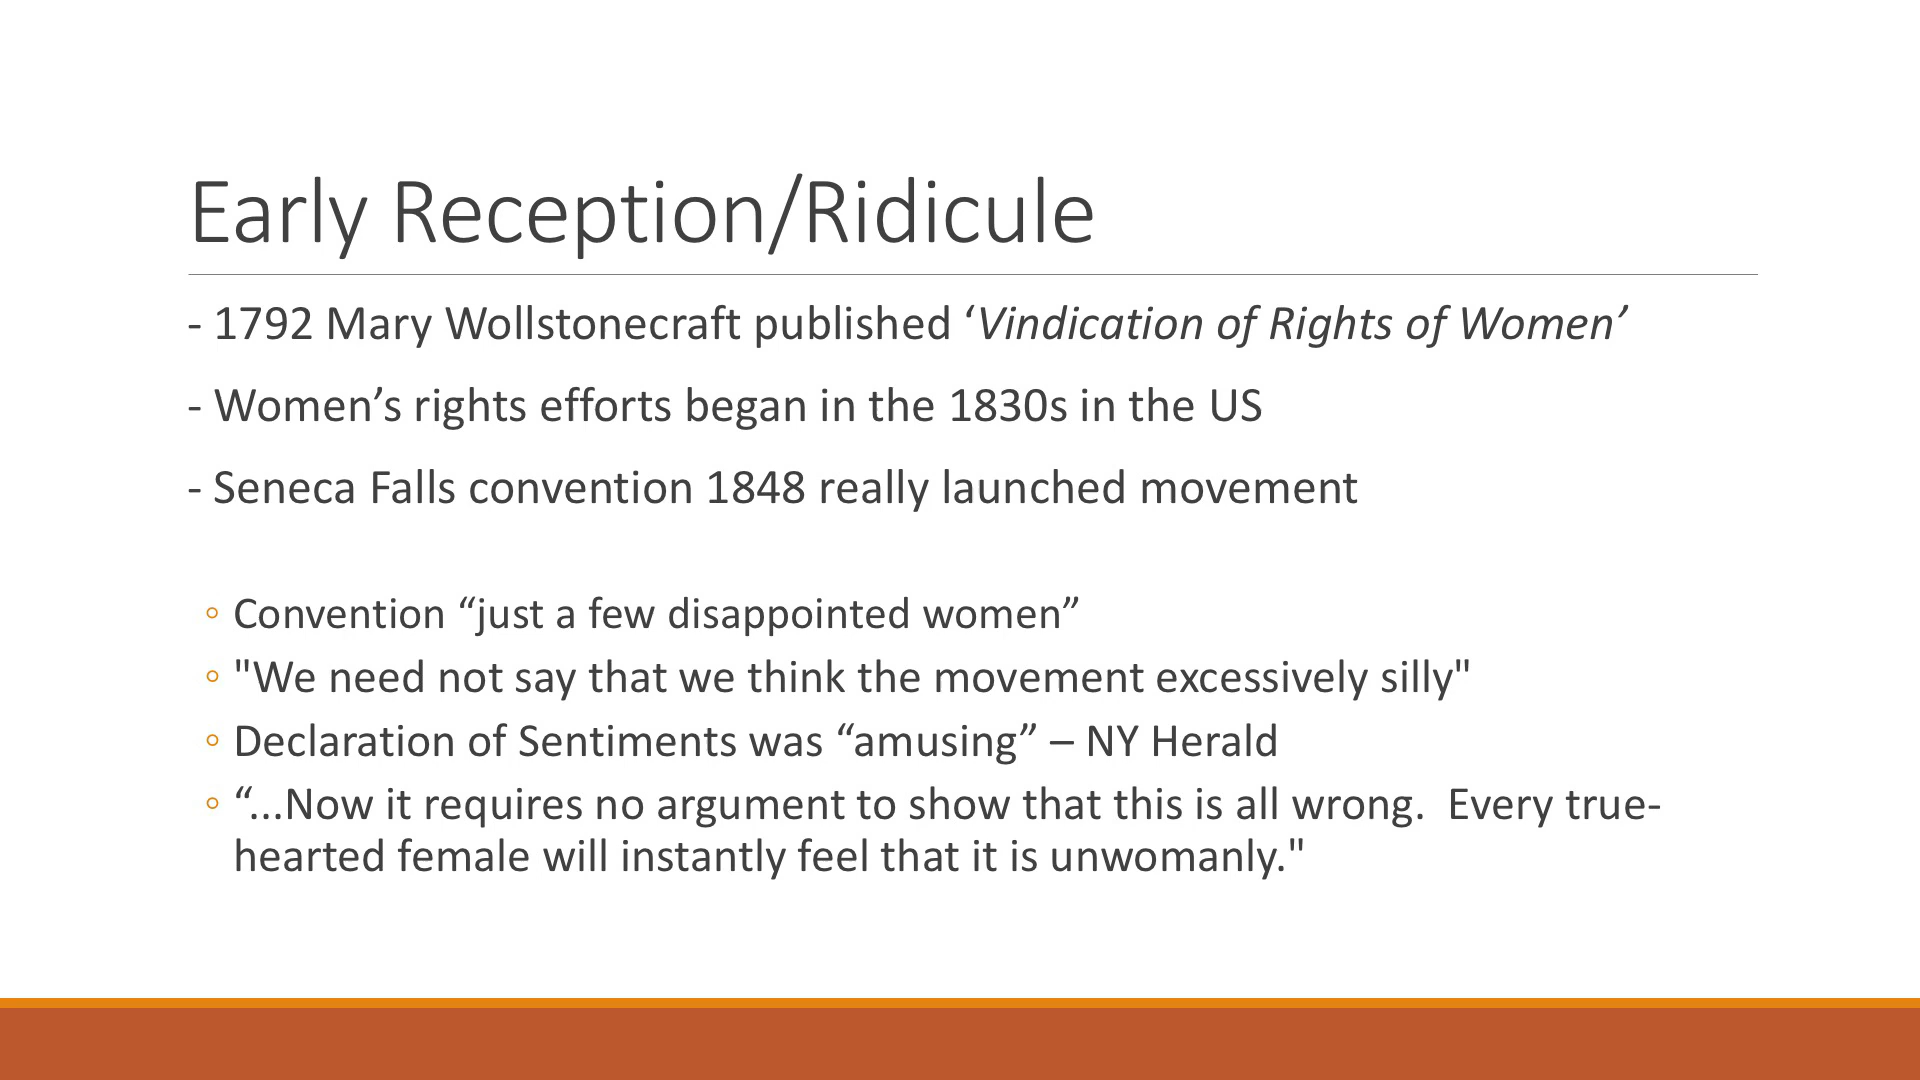 Early Reception/Ridicule
- 1792 Mary Wollstonecraft published ‘Vindication of Rights of Women’
- Women’s rights efforts began in the 1830s in the US
- Seneca Falls convention 1848 really launched movement
◦ Convention “just a few disappointed women”
◦ "We need not say that we think the movement excessively silly"
◦ Declaration of Sentiments was “amusing” – NY Herald
◦ “...Now it requires no argument to show that this is all wrong.  Every true-
hearted female will instantly feel that it is unwomanly."